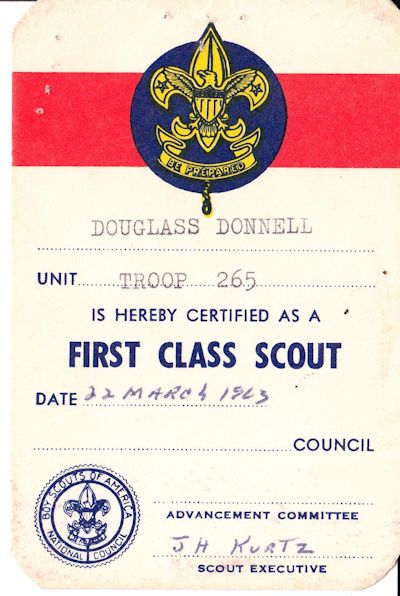 BE PREPARED
DOUGLASS DONNELL
UNIT TROOP 265
IS HEREBY CERTIFIED AS A
FIRST CLASS SCOUT
DATE 22 MARCH 1963
COUNCIL
BOY SCOUTS OF AMERICA
NATIONAL COUNCIL
ADVANCEMENT COMMITTEE
JH KURTZ
SCOUT EXECUTIVE